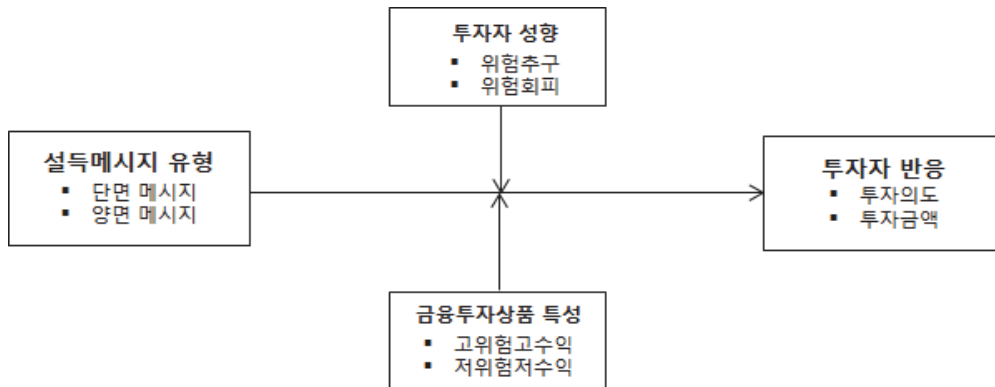 투자자 성향
▪ 위험추구
▪ 위험회피
설득메시지 유형
▪ 단면 메시지
▪ 양면 메시지
투자자 반응
▪ 투자의도
▪ 투자금액
금융투자상품 특성
▪ 고위험고수익
▪ 저위험저수익